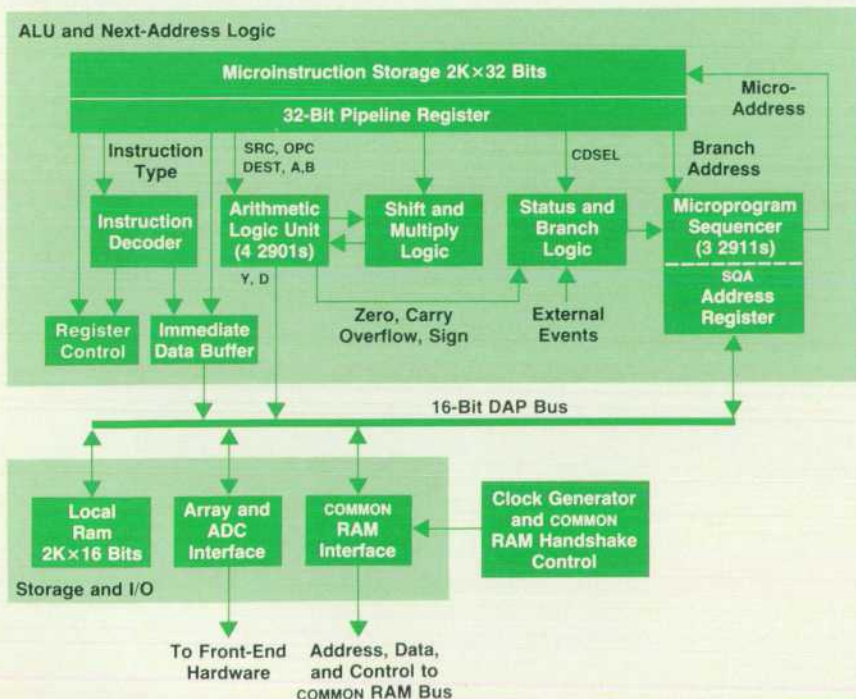 ALU and Next-Address Logic
Microinstruction Storage 2K×32 Bits
32-Bit Pipeline Register
Micro-
Address
Instruction
Type
SRC, OPC
DEST, A,B
CDSEL
Branch
Address
Instruction
Decoder
Arithmetic
Logic Unit
(4 2901s)
Shift and
Multiply
Logic
Status and
Branch
Logic
Microprogram
Sequencer
(3 2911s)
SQA
Address
Register
Y, D
Register
Control
Immediate
Data Buffer
Zero, Carry
Overflow, Sign
External
Events
16-Bit DAP Bus
Local
Ram
2K×16 Bits
Array and
ADC
Interface
COMMON
RAM
Interface
Clock Generator
and COMMON
RAM Handshake
Control
Storage and I/O
To Front-End
Hardware
Address, Data,
and Control to
COMMON RAM Bus